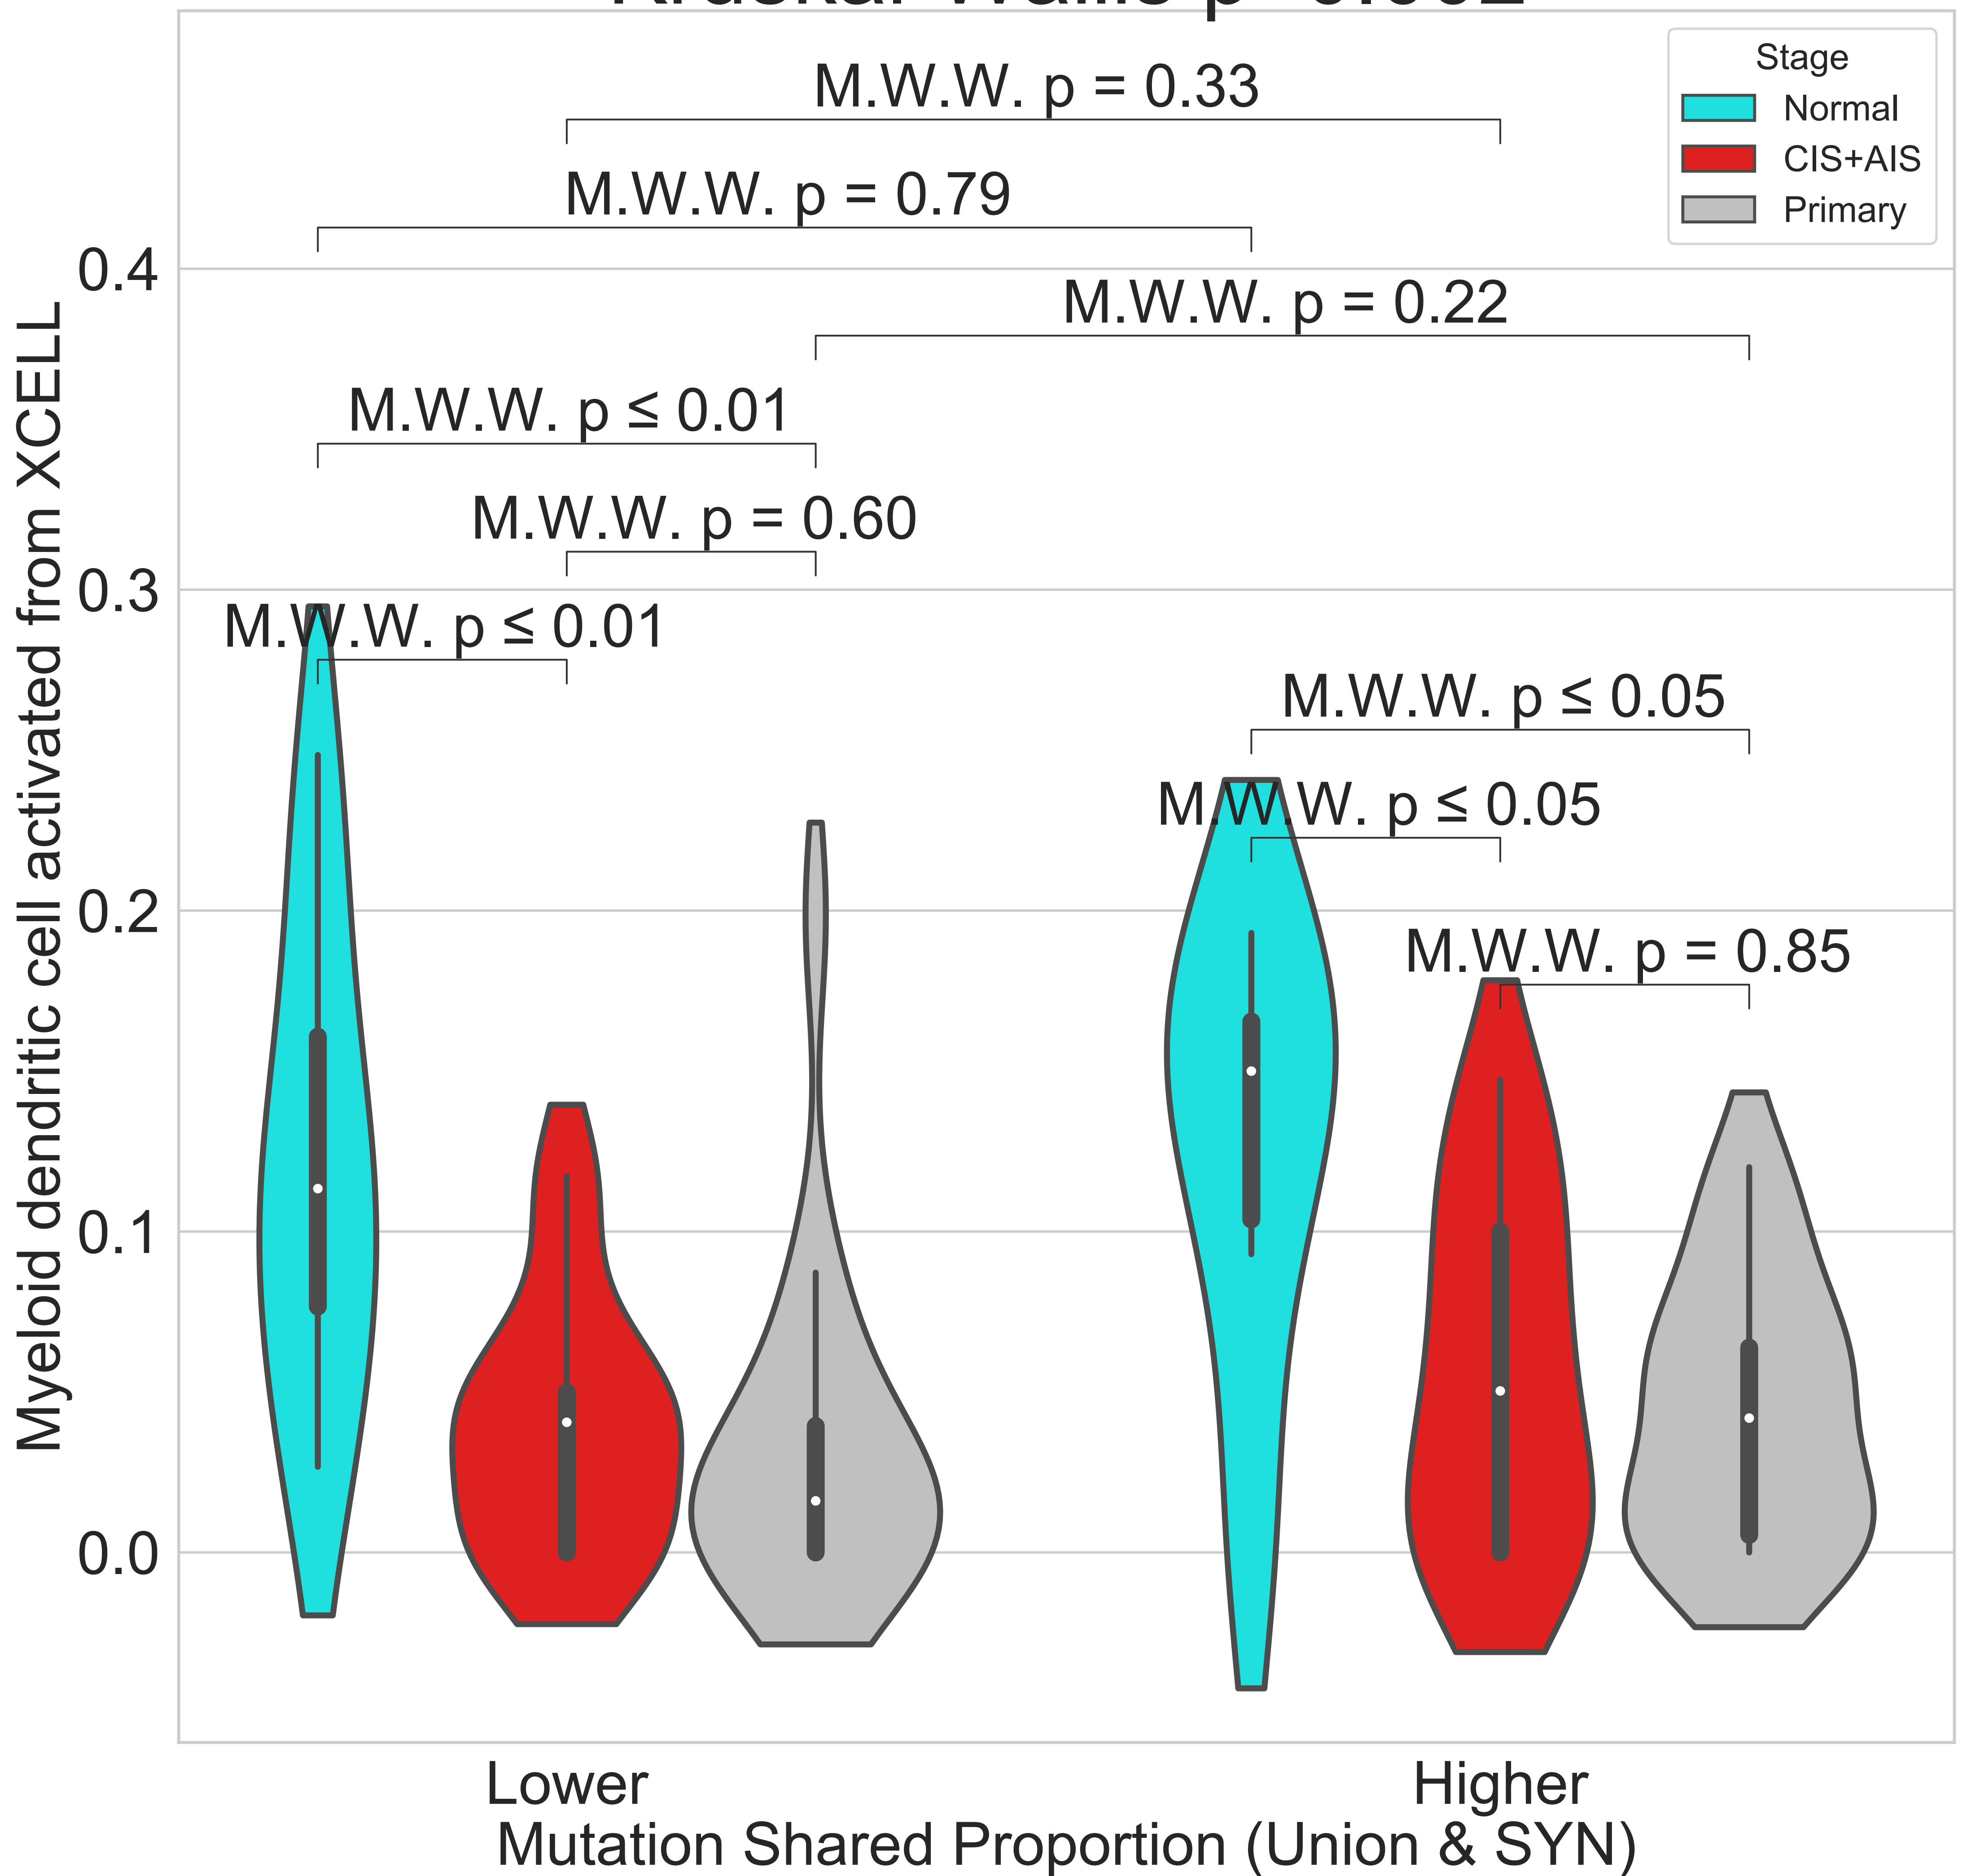 Stage
Normal
CIS+AIS
Primary
M.W.W. p = 0.33
M.W.W. p = 0.79
M.W.W. p = 0.22
M.W.W. p ≤ 0.01
M.W.W. p = 0.60
M.W.W. p ≤ 0.01
M.W.W. p ≤ 0.05
M.W.W. p ≤ 0.05
M.W.W. p = 0.85
Myeloid dendritic cell activated from XCELL
0.4
0.3
0.2
0.1
0.0
Lower
Higher
Mutation Shared Proportion (Union & SYN)